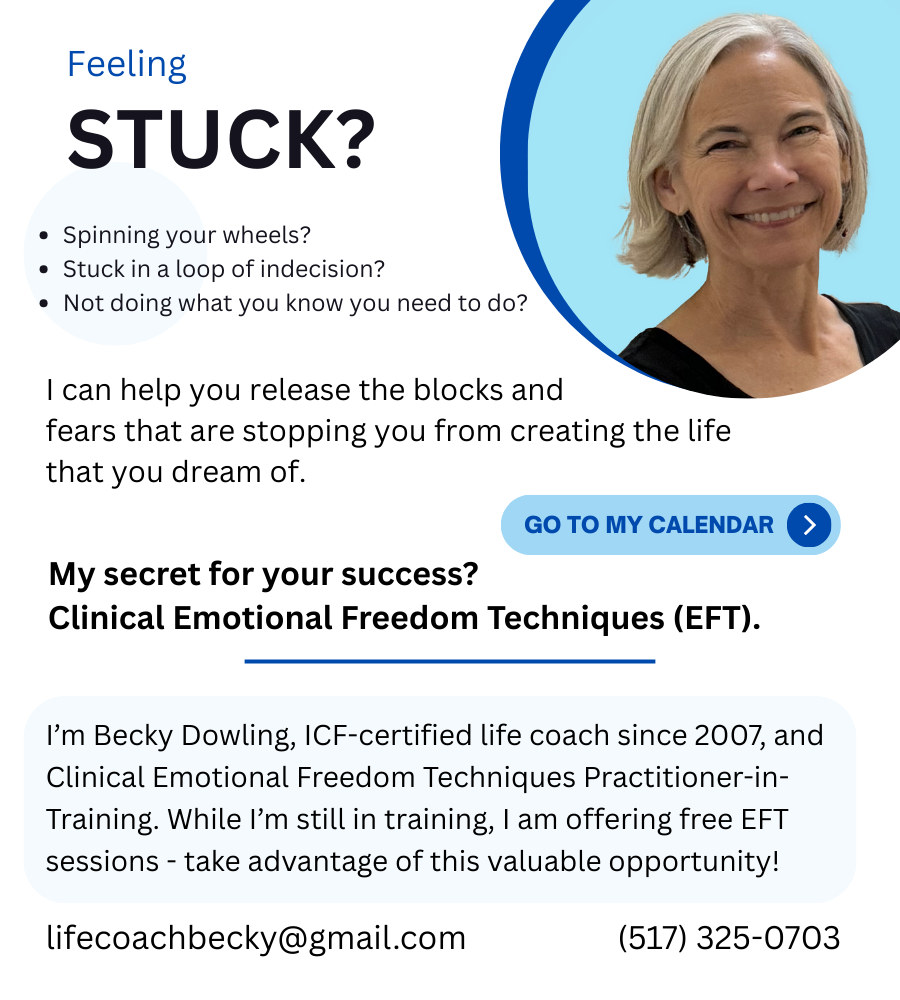 Feeling
STUCK?
• Spinning your wheels?
• Stuck in a loop of indecision?
• Not doing what you know you need to do?
I can help you release the blocks and
fears that are stopping you from creating the life
that you dream of.
GO TO MY CALENDAR
My secret for your success?
Clinical Emotional Freedom Techniques (EFT).
I’m Becky Dowling, ICF-certified life coach since 2007, and
Clinical Emotional Freedom Techniques Practitioner-in-
Training. While I’m still in training, I am offering free EFT
sessions - take advantage of this valuable opportunity!
lifecoachbecky@gmail.com
(517) 325-0703